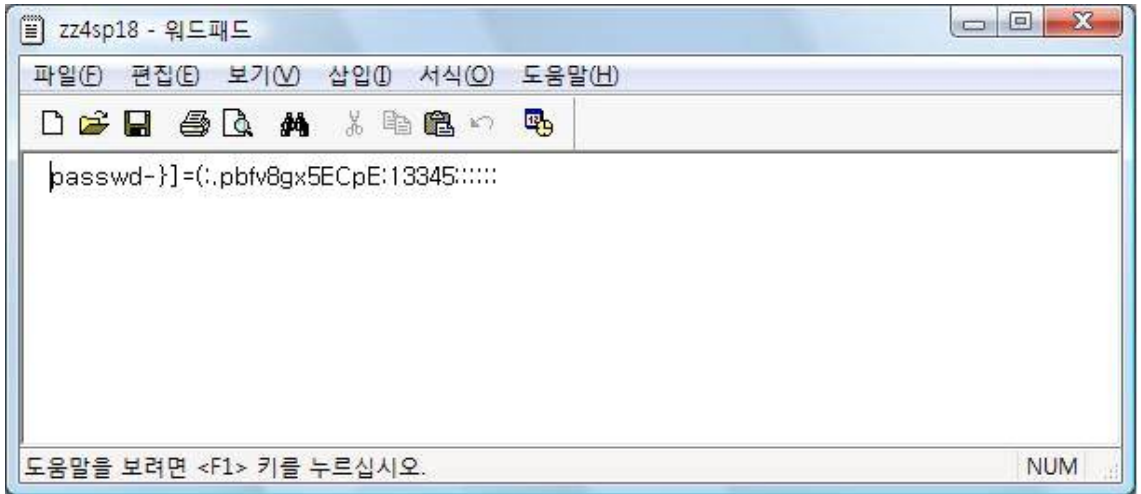 zz4sp18 - 워드패드
파일(F) 편집(E) 보기(V) 삽입(I) 서식(O) 도움말(H)
passwd-}]=(:.pbfv8gx5ECpE:13345::::::
도움말을 보려면 <F1> 키를 누르십시오. NUM